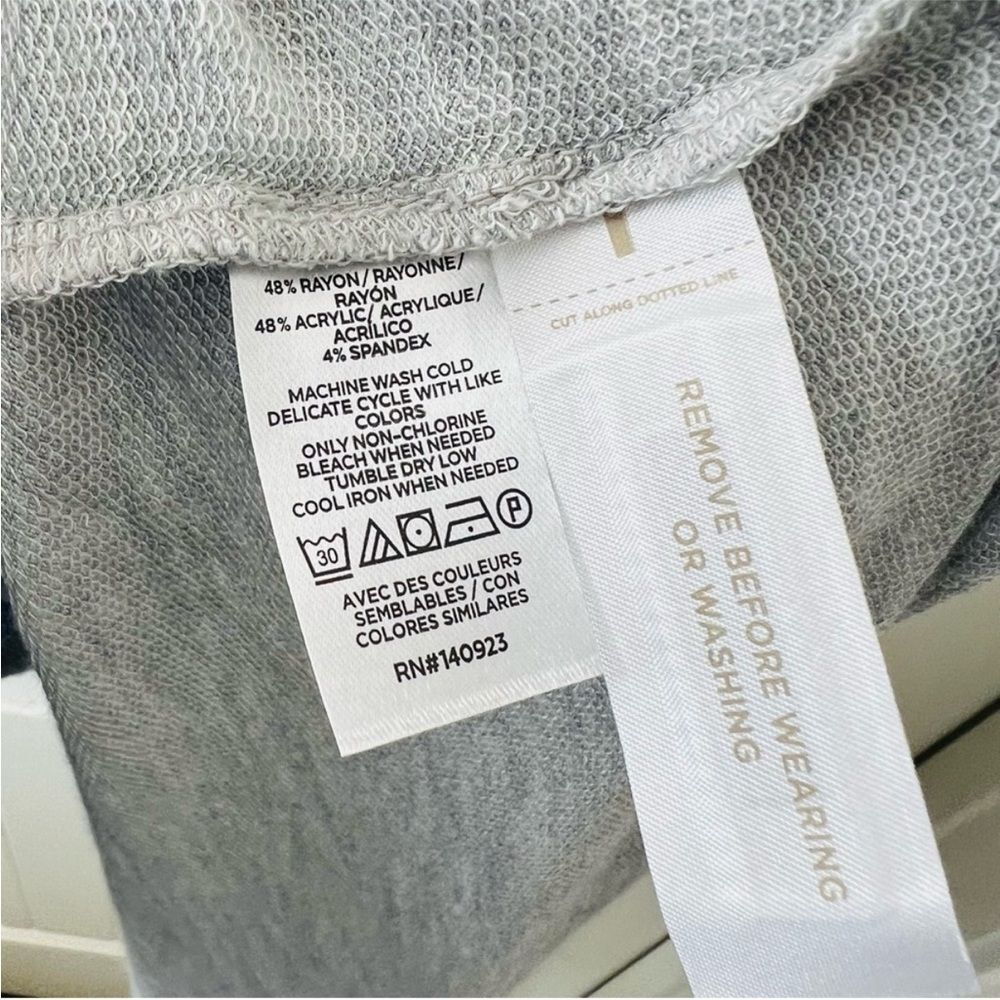 48% RAYON / RAYONNE/
RAYÓN
48% ACRYLIC/ ACRYLIQUE/
ACRÍLICO
4% SPANDEX
MACHINE WASH COLD
DELICATE CYCLE WITH LIKE
COLORS
ONLY NON-CHLORINE
BLEACH WHEN NEEDED
TUMBLE DRY LOW
COOL IRON WHEN NEEDED
30 P
AVEC DES COULEURS
SEMBLABLES / CON
COLORES SIMILARES
RN#140923
CUT ALONG DOTTED LINE
REMOVE BEFORE WEARING
OR WASHING